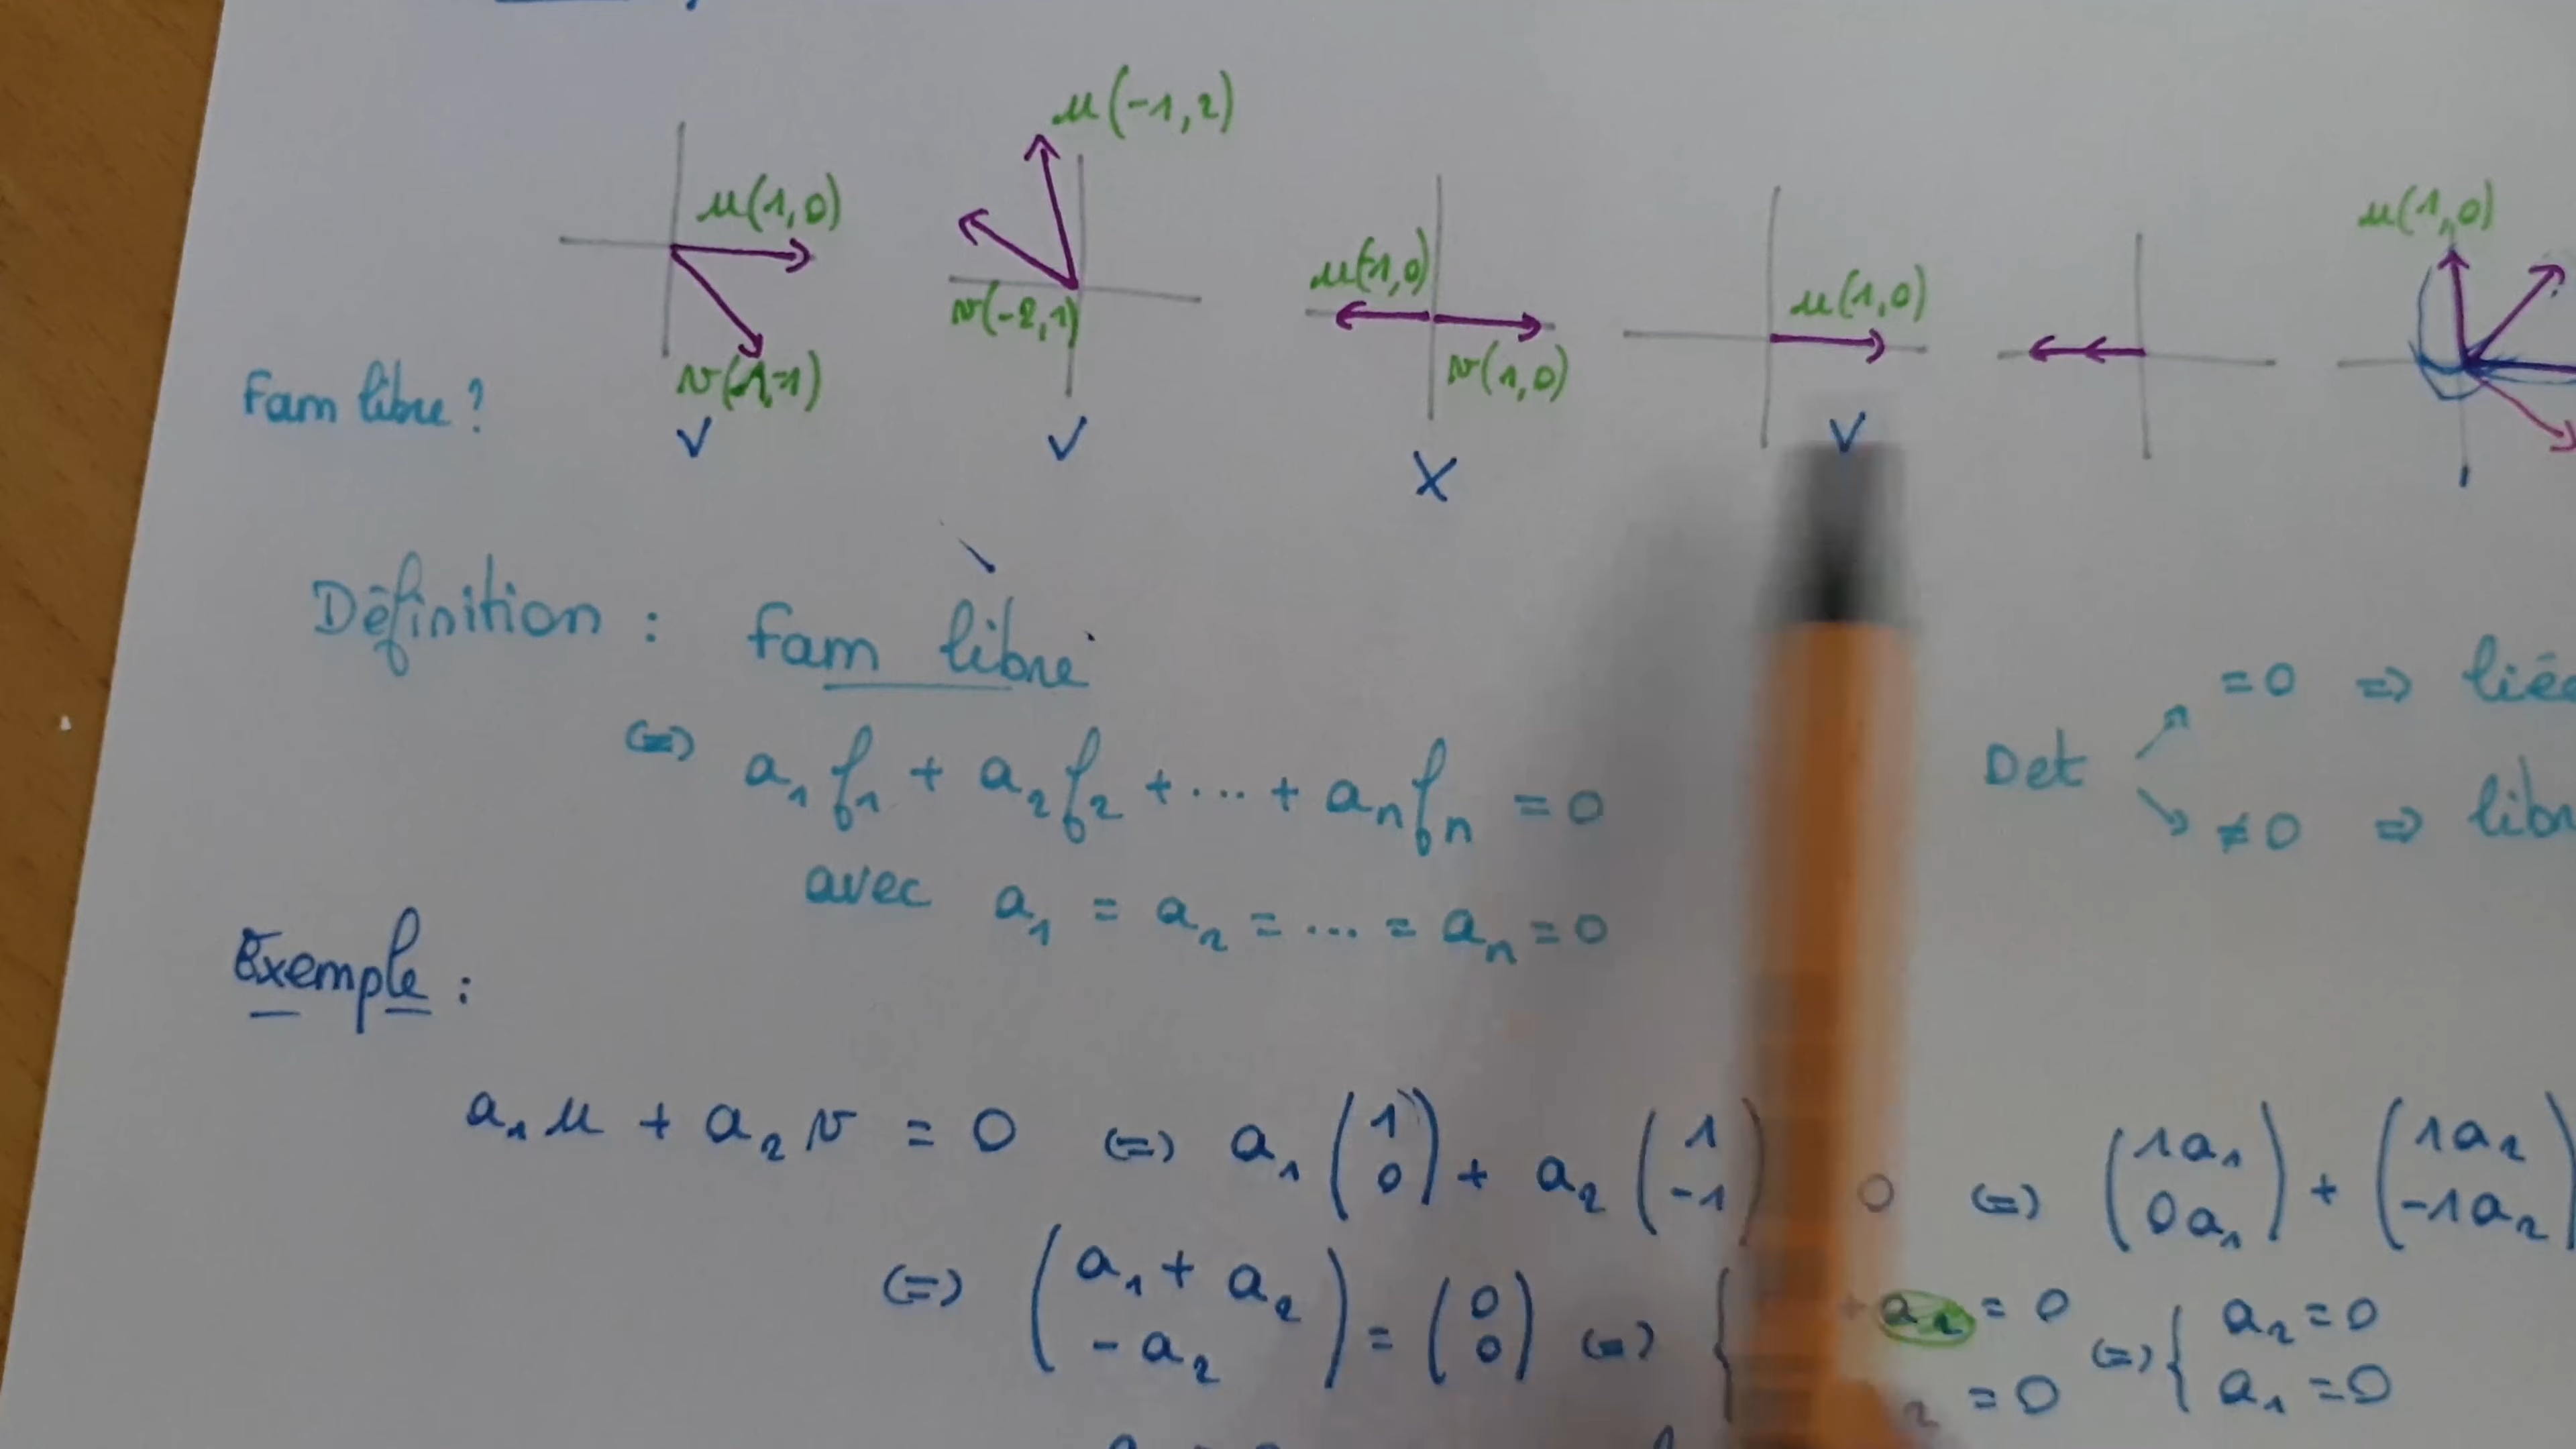 u(-1,2)
u(1,0)
v(1,-1)
v(-2,1)
u(-1,0)
v(1,0)
u(1,0)
u(1,0)
?
Fam libre? V V X V
Définition : Fam libre
(=) a₁f₁ + a₂f₂ + ... + aₙfₙ = 0
avec a₁ = a₂ = ... = aₙ = 0
Det
= 0 => liée
≠ 0 =>
Exemple :
a₁u + a₂v = 0 (=) a₁(1 0) + a₂(1 -1) 0 (=) (1a₁ 0a₁) + (1a₂ -1a₂)
(=) (a₁ + a₂ -a₂) = (0 0) (=) { + a₂ = 0 ₂ = 0 (=) { a₂ = 0 a₁ = 0